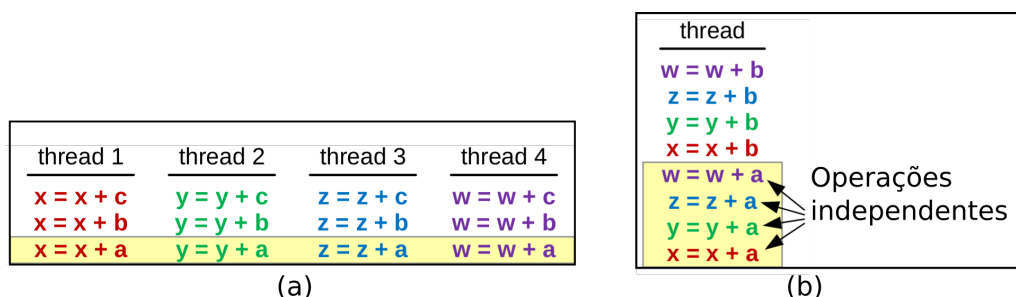 thread 1 thread 2 thread 3 thread 4
x = x + c y = y + c z = z + c w = w + c
x = x + b y = y + b z = z + b w = w + b
x = x + a y = y + a z = z + a w = w + a
(a)
thread
w = w + b
z = z + b
y = y + b
x = x + b
w = w + a
z = z + a
y = y + a
x = x + a
Operações
independentes
(b)